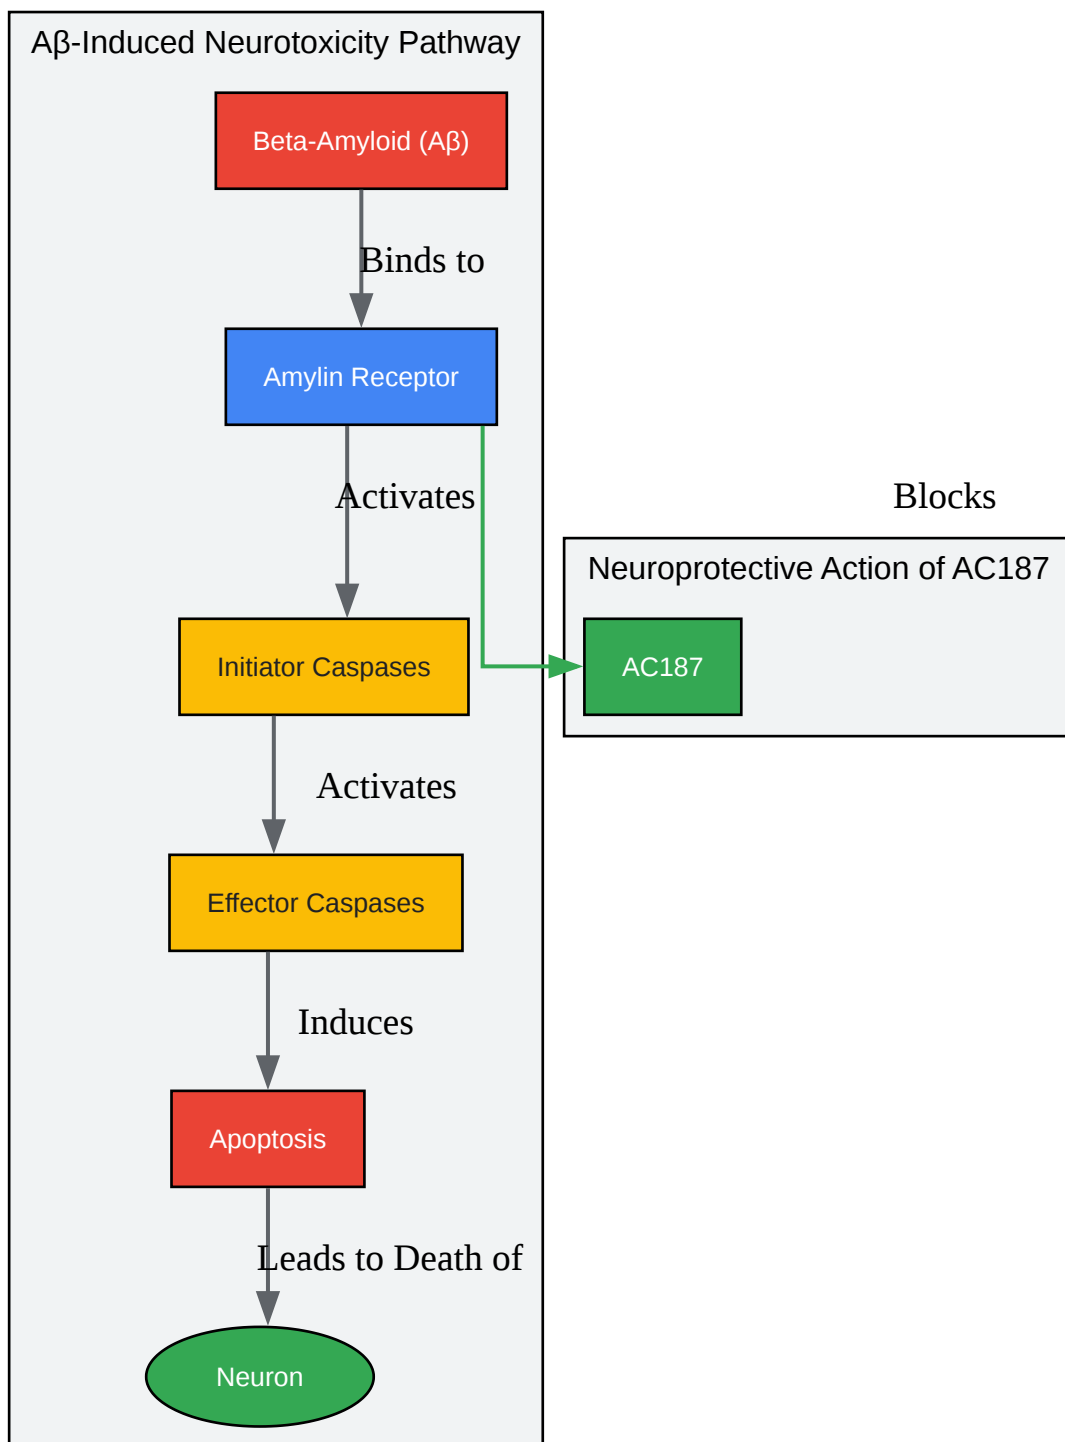 Aβ-Induced Neurotoxicity Pathway
Beta-Amyloid (Aβ)
Binds to
Amylin Receptor
Activates
Blocks
Neuroprotective Action of AC187
Initiator Caspases
AC187
Activates
Effector Caspases
Induces
Apoptosis
Leads to Death of
Neuron